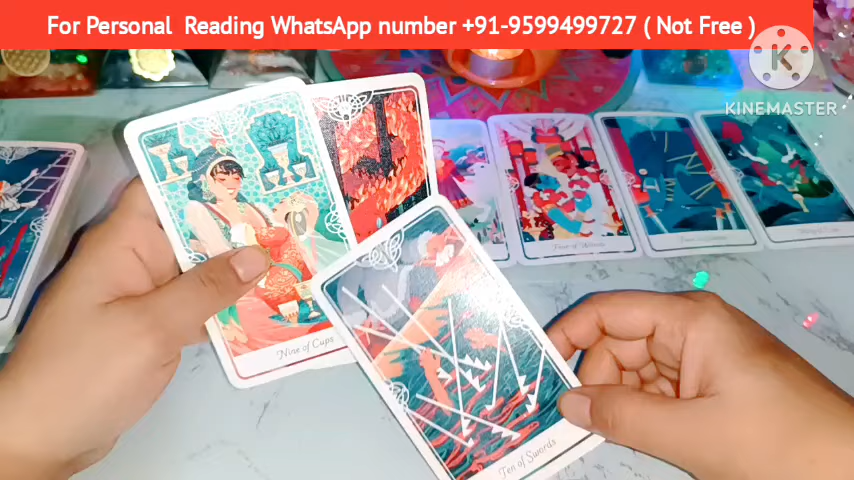 For Personal Reading WhatsApp number +91-9599499727 ( Not Free )
K
KINEMASTER
Nine of Cups
Four of Wands
Ten of Swords